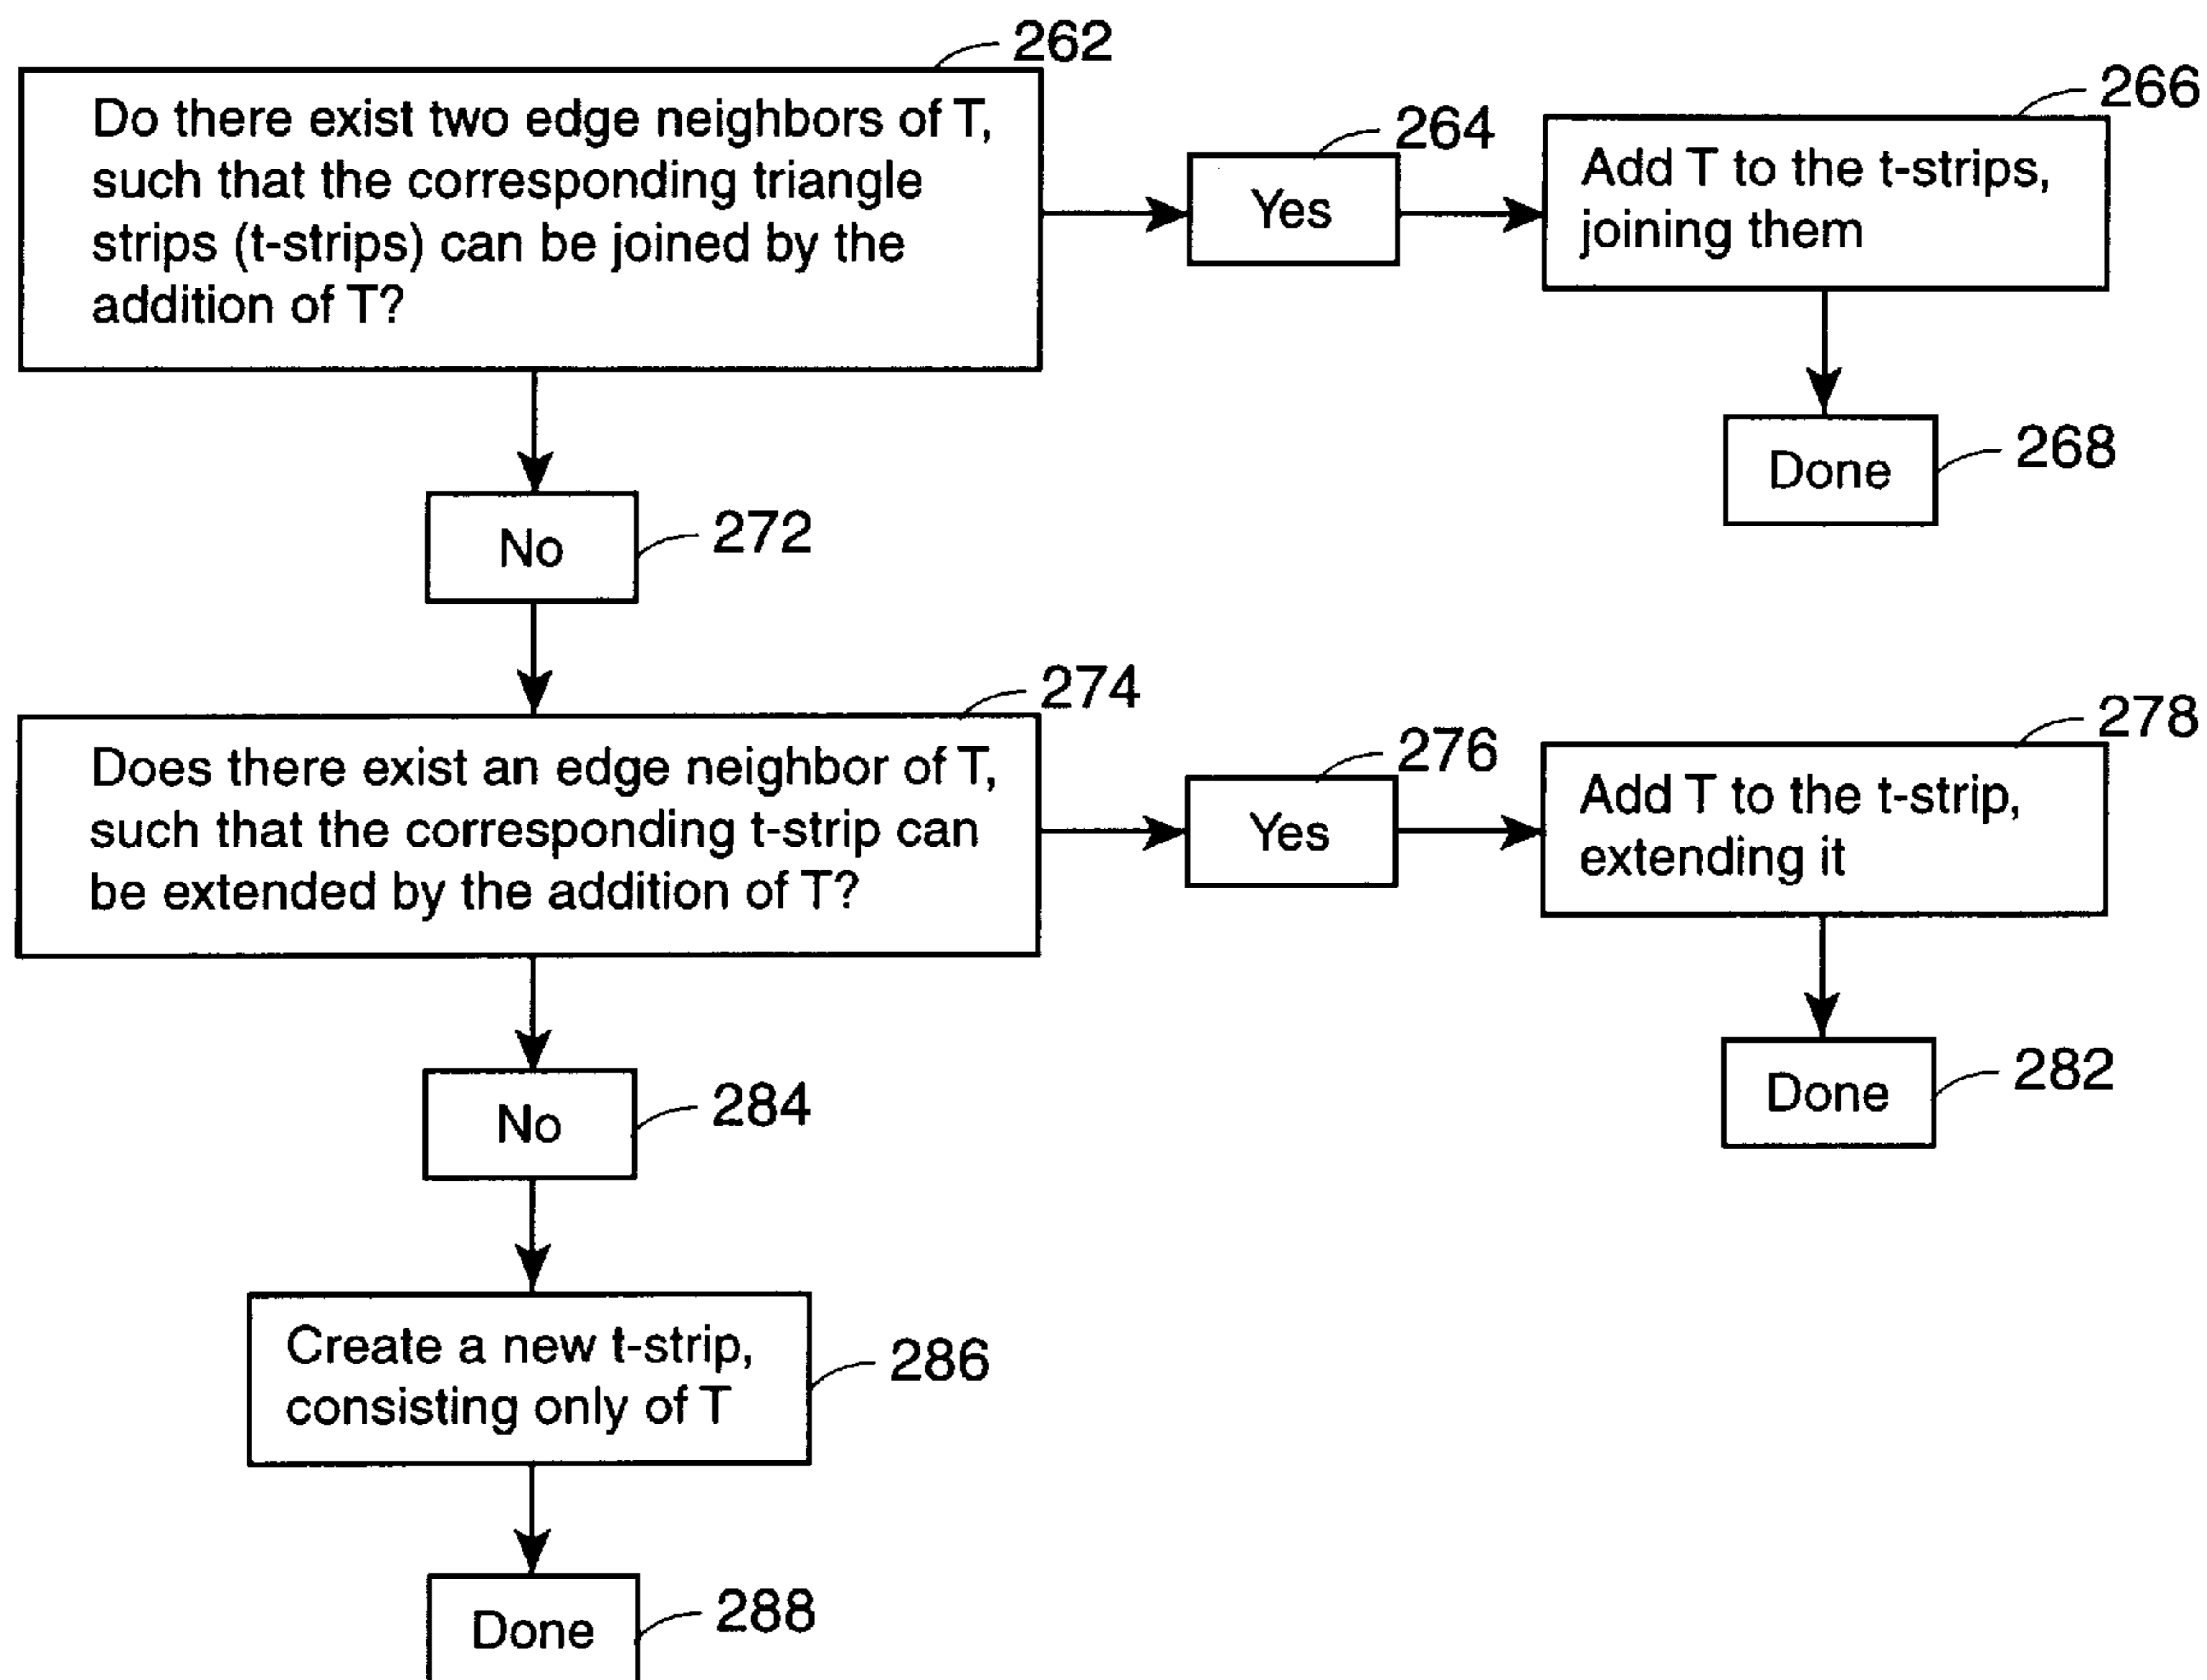 262
Do there exist two edge neighbors of T,
such that the corresponding triangle
strips (t-strips) can be joined by the
addition of T?
264
Yes
266
Add T to the t-strips,
joining them
268
Done
272
No
274
Does there exist an edge neighbor of T,
such that the corresponding t-strip can
be extended by the addition of T?
276
Yes
278
Add T to the t-strip,
extending it
282
Done
284
No
286
Create a new t-strip,
consisting only of T
288
Done